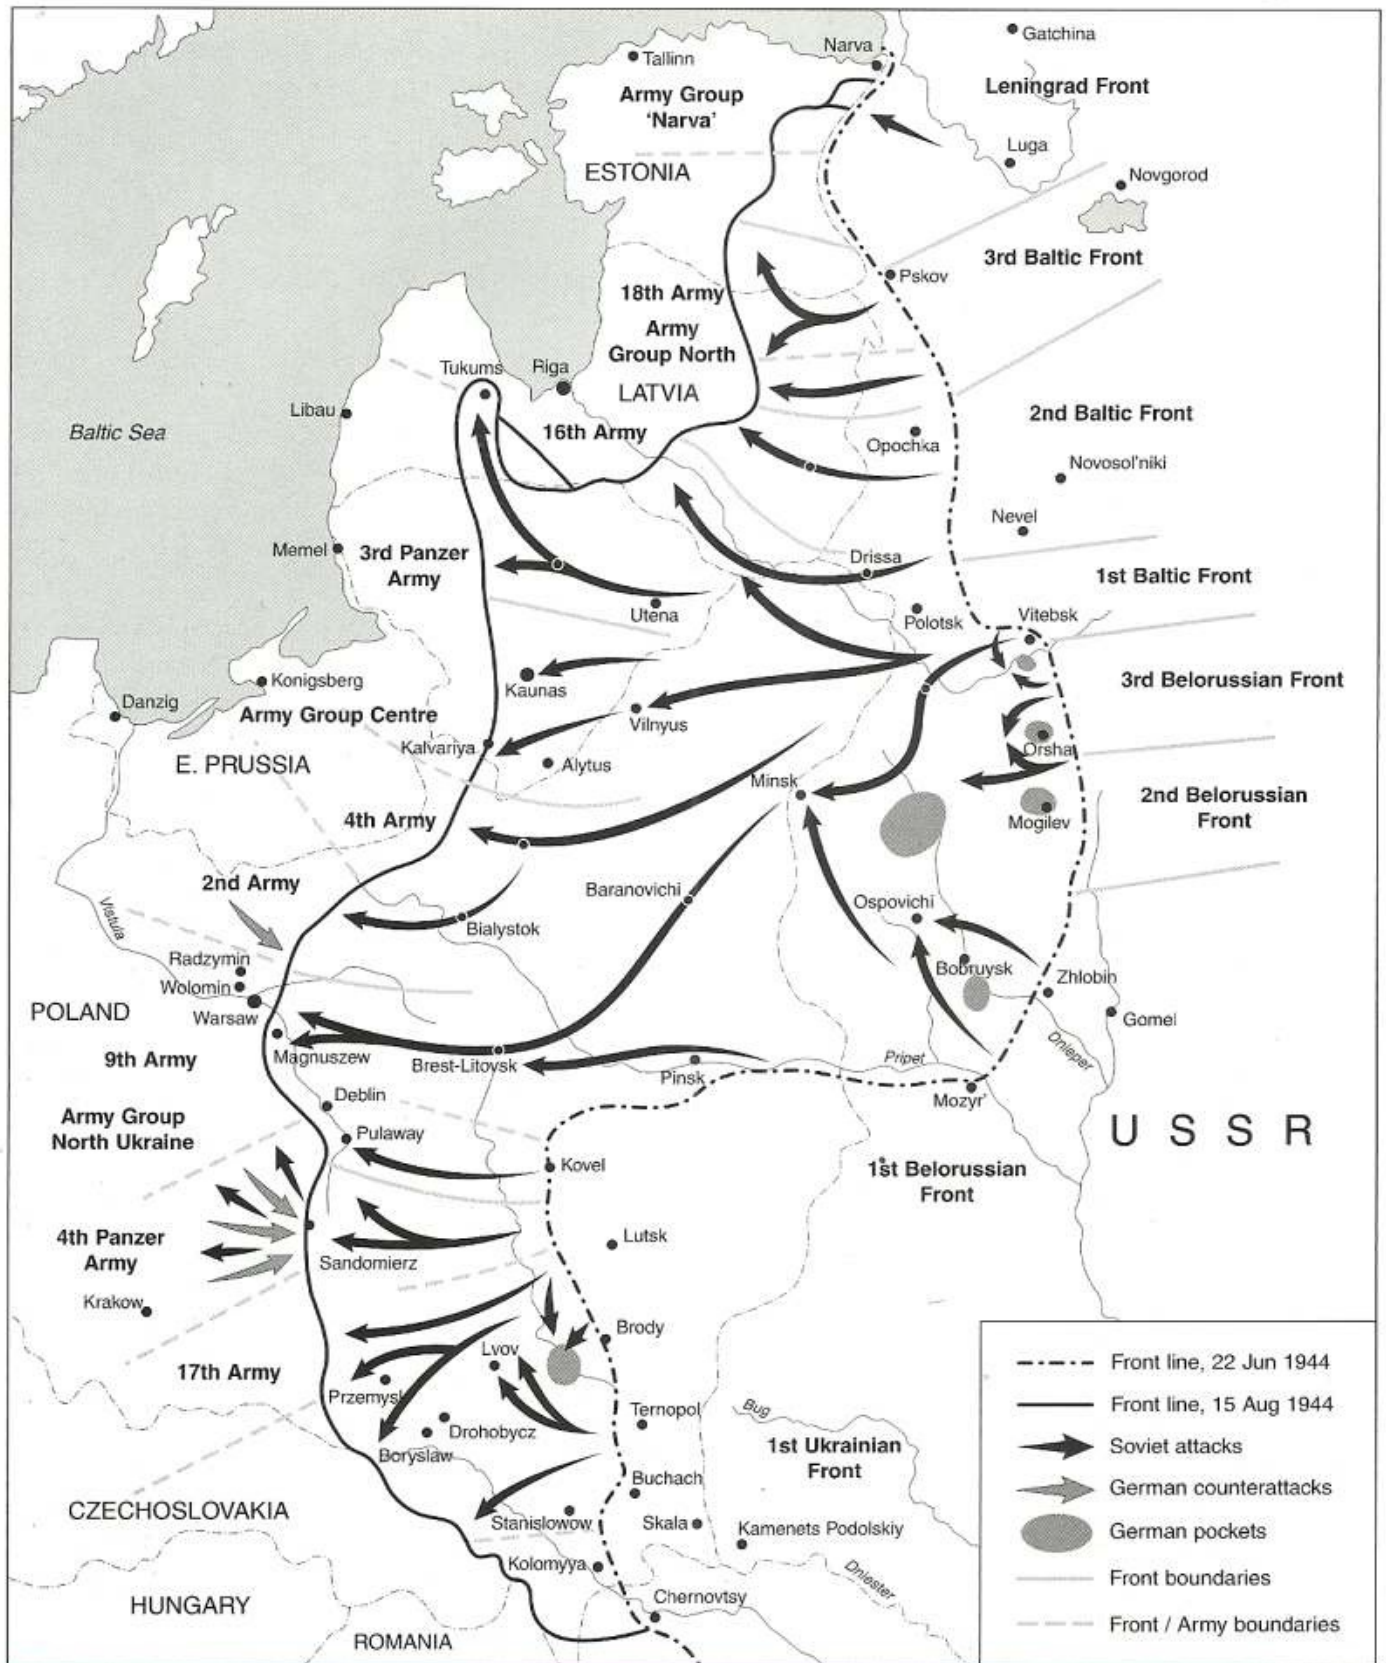 Gatchina
Narva
Tallinn
Leningrad Front
Army Group
‘Narva’
Luga
ESTONIA
Novgorod
3rd Baltic Front
Pskov
18th Army
Army
Group North
Tukums
Riga
LATVIA
Libau
2nd Baltic Front
Baltic Sea
16th Army
Opochka
Novosol'niki
Nevel
Memel
3rd Panzer
Army
Drissa
1st Baltic Front
Utena
Polotsk
Vitebsk
Konigsberg
Kaunas
3rd Belorussian Front
Danzig
Army Group Centre
Vilnyus
Kalvariya
Orsha
E. PRUSSIA
Alytus
Minsk
2nd Belorussian
Front
4th Army
Mogilev
2nd Army
Baranovichi
Ospovichi
Vistula
Bialystok
Radzymin
Bobruysk
Zhlobin
Wolomin
POLAND
Warsaw
Gomel
9th Army
Magnuszew
Brest-Litovsk
Pinsk
Pripet
Dnieper
Deblin
Mozyr'
Army Group
North Ukraine
Pulaway
U S S R
Kovel
1st Belorussian
Front
4th Panzer
Army
Lutsk
Sandomierz
Krakow
Brody
Lvov
17th Army
Przemysl
Ternopol
Bug
Drohobycz
Boryslaw
1st Ukrainian
Front
Buchach
CZECHOSLOVAKIA
Stanislowow
Skala
Kamenets Podolskiy
Kolomyya
Dniester
HUNGARY
Chernovtsy
ROMANIA
Front line, 22 Jun 1944
Front line, 15 Aug 1944
Soviet attacks
German counterattacks
German pockets
Front boundaries
Front / Army boundaries